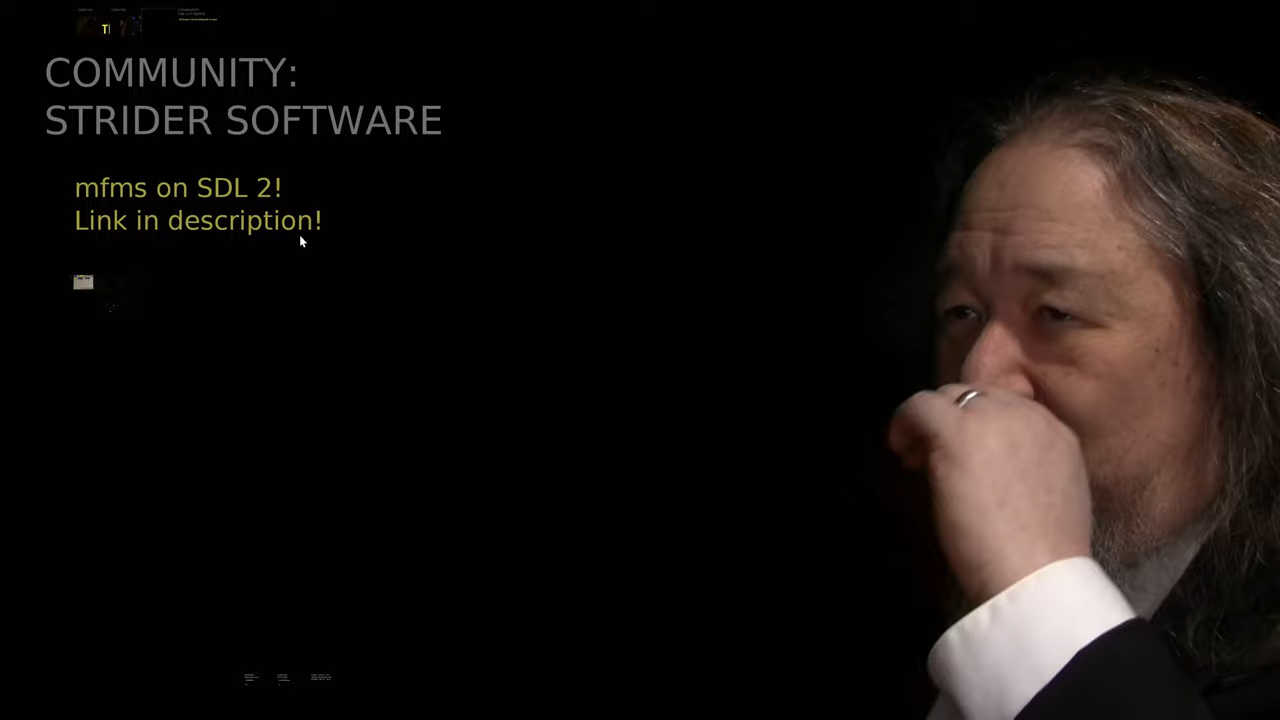 COMMUNITY:
STRIDER SOFTWARE
mfms on SDL 2!
Link in description!